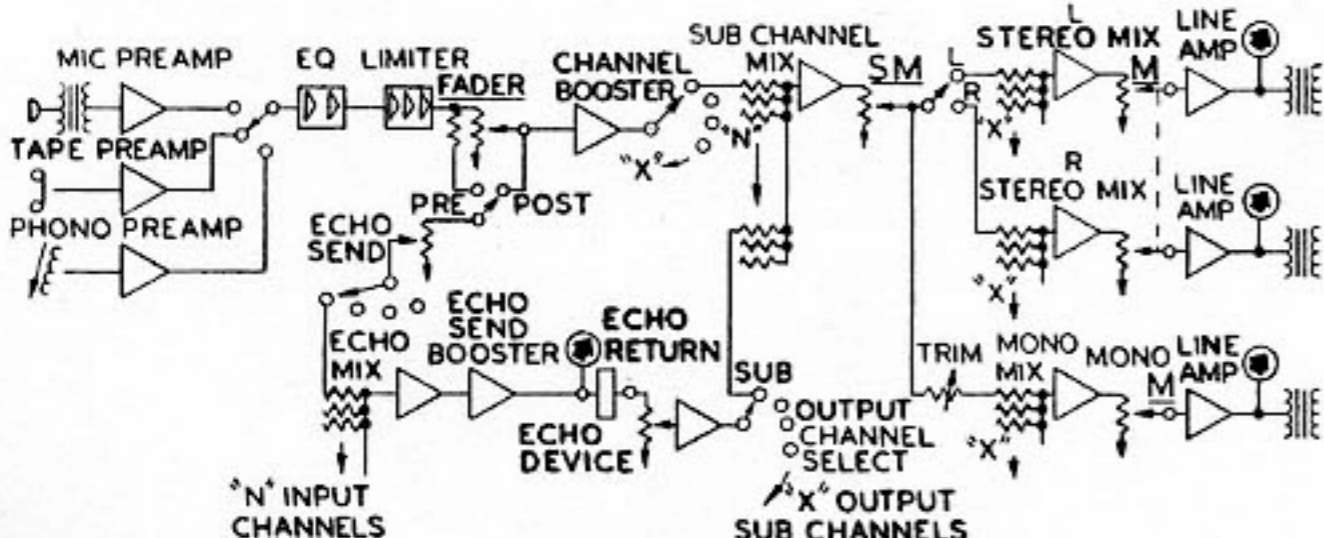 MIC PREAMP
TAPE PREAMP
PHONO PREAMP
EQ
LIMITER
FADER
PRE
POST
ECHO
SEND
ECHO
MIX
"N" INPUT
CHANNELS
ECHO
SEND
BOOSTER
ECHO
RETURN
ECHO
DEVICE
CHANNEL
BOOSTER
"X"
SUB CHANNEL
MIX
"N"
SM
SUB
OUTPUT
CHANNEL
SELECT
"X" OUTPUT
SUB CHANNELS
L
R
L
STEREO MIX
"X"
M
LINE
AMP
R
STEREO MIX
"X"
LINE
AMP
TRIM
MONO
MIX
"X"
MONO
M
LINE
AMP